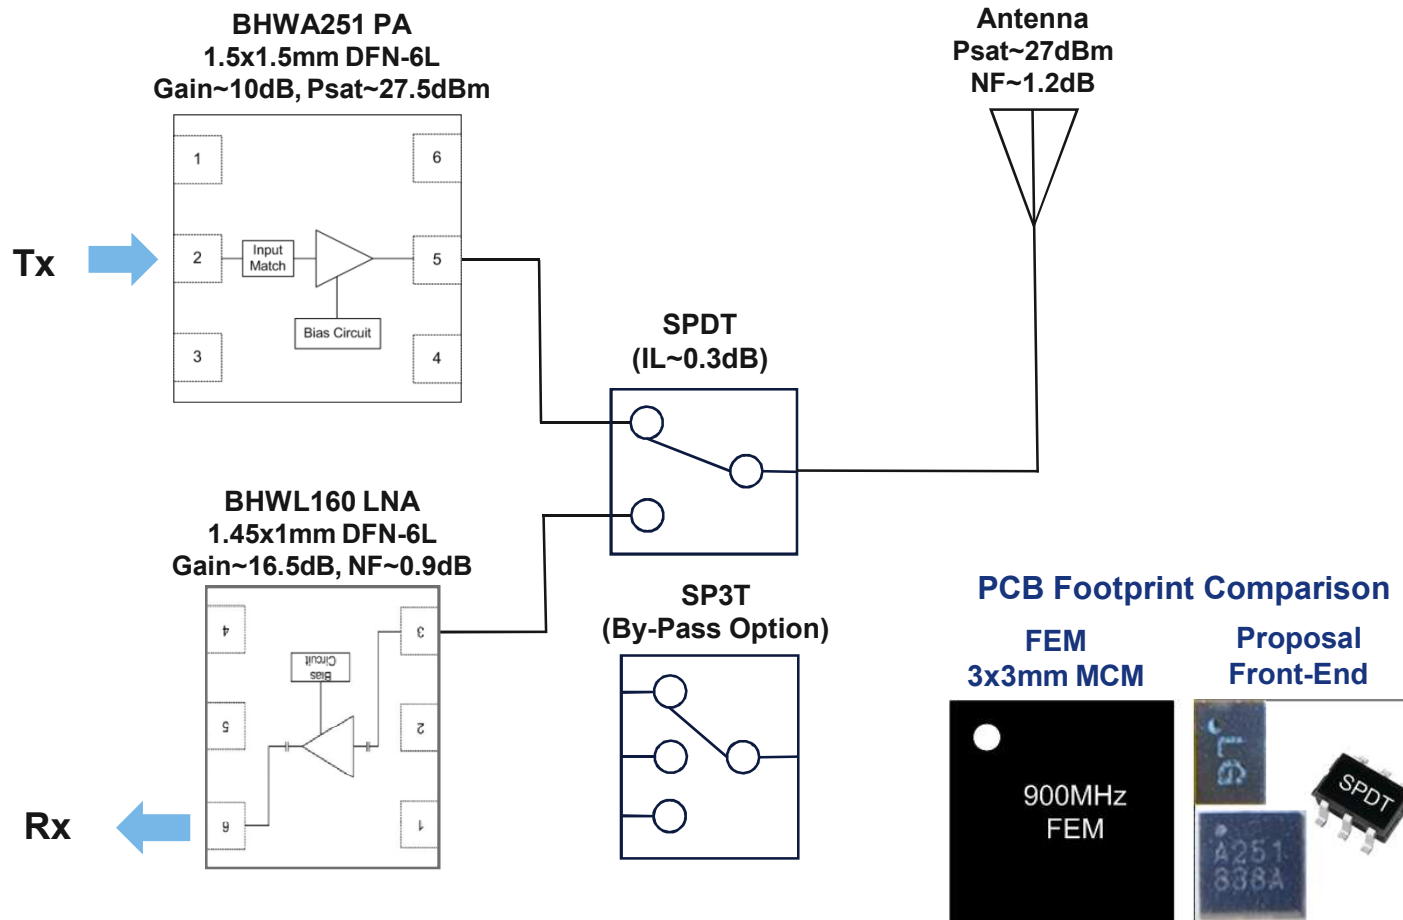 BHWA251 PA
1.5x1.5mm DFN-6L
Gain~10dB, Psat~27.5dBm
Antenna
Psat~27dBm
NF~1.2dB
1
6
Tx
2
Input
Match
5
Bias Circuit
3
4
SPDT
(IL~0.3dB)
BHWL160 LNA
1.45x1mm DFN-6L
Gain~16.5dB, NF~0.9dB
4
3
Bias
Circuit
5
2
Rx
6
1
SP3T
(By-Pass Option)
PCB Footprint Comparison
FEM
3x3mm MCM
Proposal
Front-End
900MHz
FEM
LG
SPDT
A251
838A